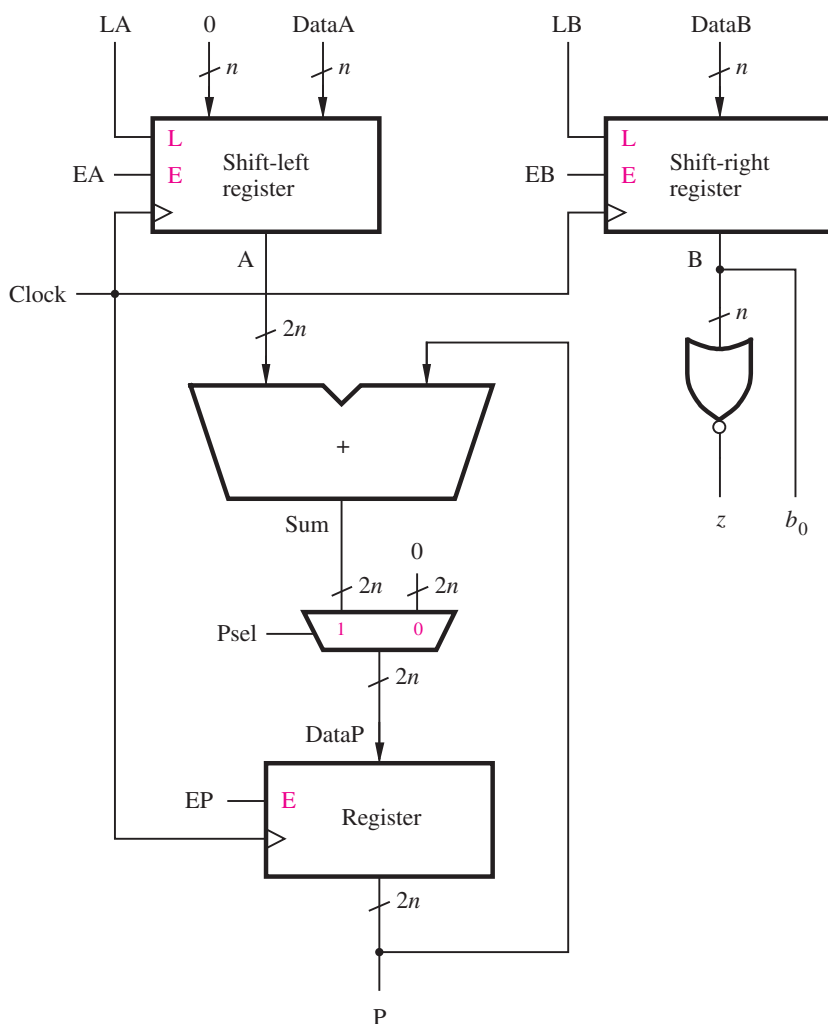 LA 0 DataA LB DataB
n n n
L L
Shift-left Shift-right
EA E EB E
register register
A B
Clock
2n n
+
Sum z b0
0
2n 2n
Psel 1 0
2n
DataP
EP E
Register
2n
P